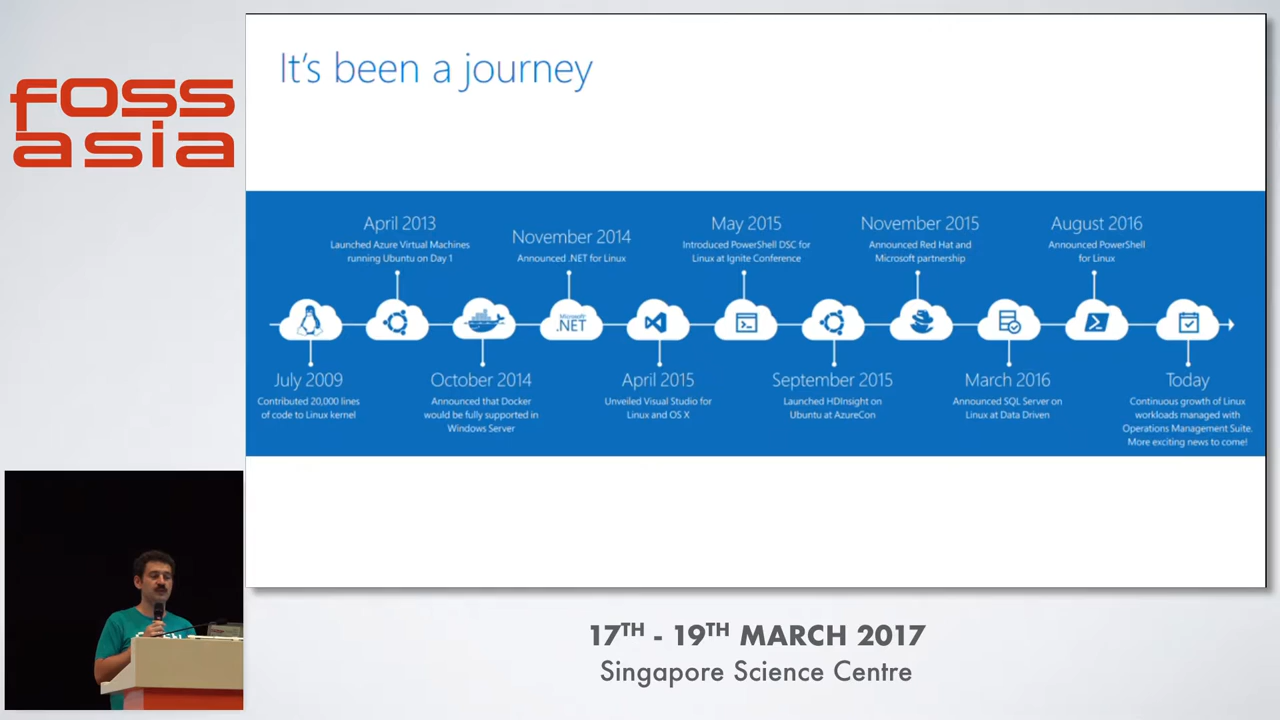 foss
asia
It's been a journey
April 2013
Launched Azure Virtual Machines
running Ubuntu on Day 1
November 2014
Announced .NET for Linux
May 2015
Introduced PowerShell DSC for
Linux at Ignite Conference
November 2015
Announced Red Hat and
Microsoft partnership
August 2016
Announced PowerShell
for Linux
Microsoft
.NET
July 2009
Contributed 20,000 lines
of code to Linux kernel
October 2014
Announced that Docker
would be fully supported in
Windows Server
April 2015
Unveiled Visual Studio for
Linux and OS X
September 2015
Launched HDInsight on
Ubuntu at AzureCon
March 2016
Announced SQL Server on
Linux at Data Driven
Today
Continuous growth of Linux
workloads managed with
Operations Management Suite.
More exciting news to come!
17TH - 19TH MARCH 2017
Singapore Science Centre